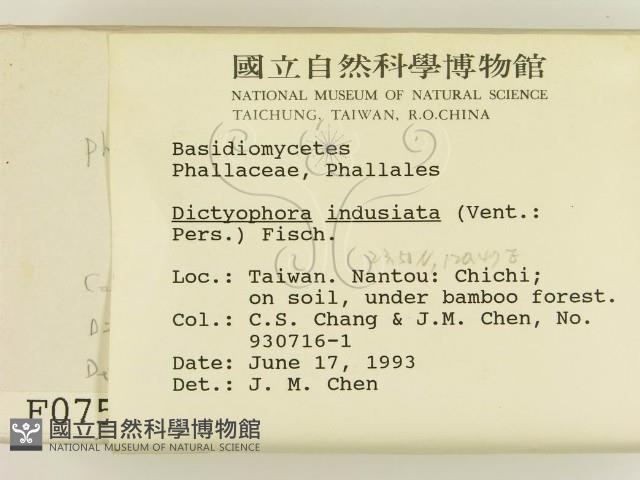 國立自然科學博物館
NATIONAL MUSEUM OF NATURAL SCIENCE
TAICHUNG, TAIWAN, R.O.CHINA
Basidiomycetes
Phallaceae, Phallales
Dictyophora indusiata (Vent.:
Pers.) Fisch.
Loc.: Taiwan. Nantou: Chichi;
on soil, under bamboo forest.
Col.: C.S. Chang & J.M. Chen, No.
930716-1
Date: June 17, 1993
Det.: J. M. Chen
F075
國立自然科學博物館
NATIONAL MUSEUM OF NATURAL SCIENCE